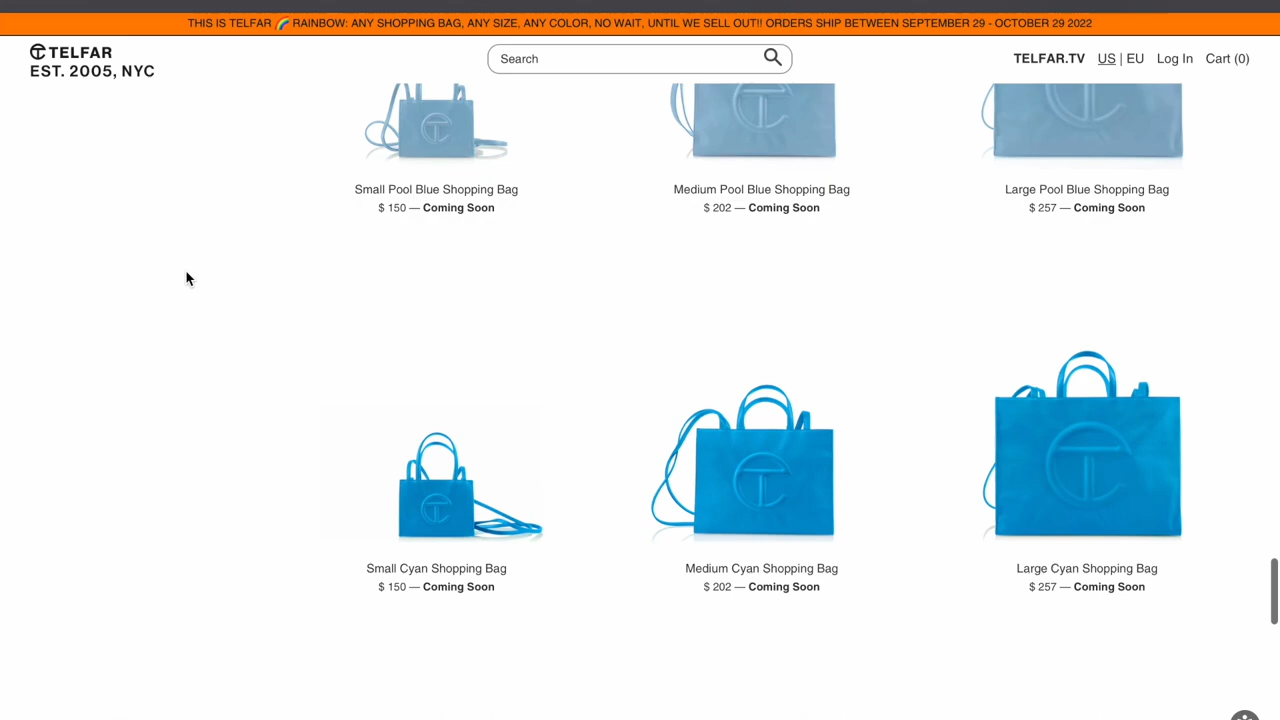 THIS IS TELFAR 🌈 RAINBOW: ANY SHOPPING BAG, ANY SIZE, ANY COLOR, NO WAIT, UNTIL WE SELL OUT!! ORDERS SHIP BETWEEN SEPTEMBER 29 - OCTOBER 29 2022
TELFAR
EST. 2005, NYC
Search
TELFAR.TV US | EU Log In Cart (0)
Small Pool Blue Shopping Bag
$ 150 — Coming Soon
Medium Pool Blue Shopping Bag
$ 202 — Coming Soon
Large Pool Blue Shopping Bag
$ 257 — Coming Soon
Small Cyan Shopping Bag
$ 150 — Coming Soon
Medium Cyan Shopping Bag
$ 202 — Coming Soon
Large Cyan Shopping Bag
$ 257 — Coming Soon